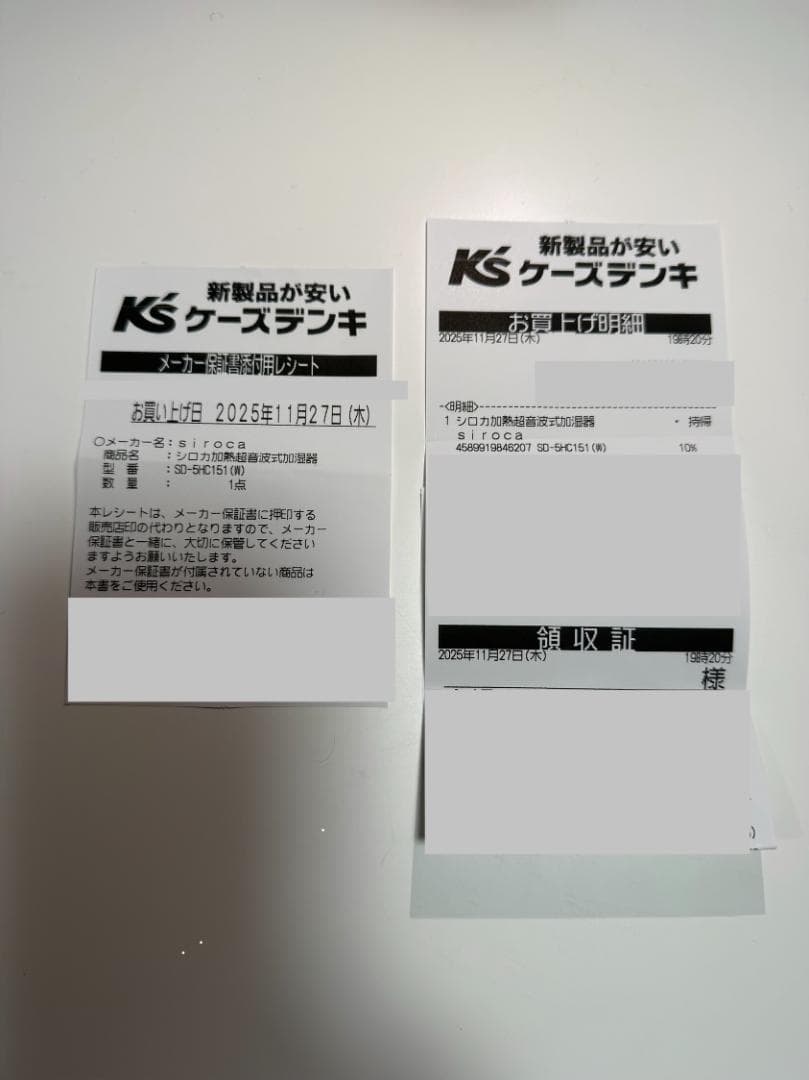 新製品が安い
K'S ケーズデンキ
メーカー保証書添付用レシート
お買い上げ日 2025年11月27日(木)
○メーカー名:siroca
商品名 :シロカ加熱超音波式加湿器
型 番 :SD-5HC151(W)
数 量 : 1点
本レシートは、メーカー保証書に押印する
販売店印の代わりとなりますので、メーカー
保証書と一緒に、大切に保管してください
ますようお願いいたします。
メーカー保証書が付属されていない商品は
本書をご使用ください。
新製品が安い
K'S ケーズデンキ
お買上げ明細
2025年11月27日(木) 19時20分
-<明細>-
1 シロカ加熱超音波式加湿器 ・ 持帰
siroca
4589919846207 SD-5HC151(W) 10%
領収証
2025年11月27日(木) 19時20分
様